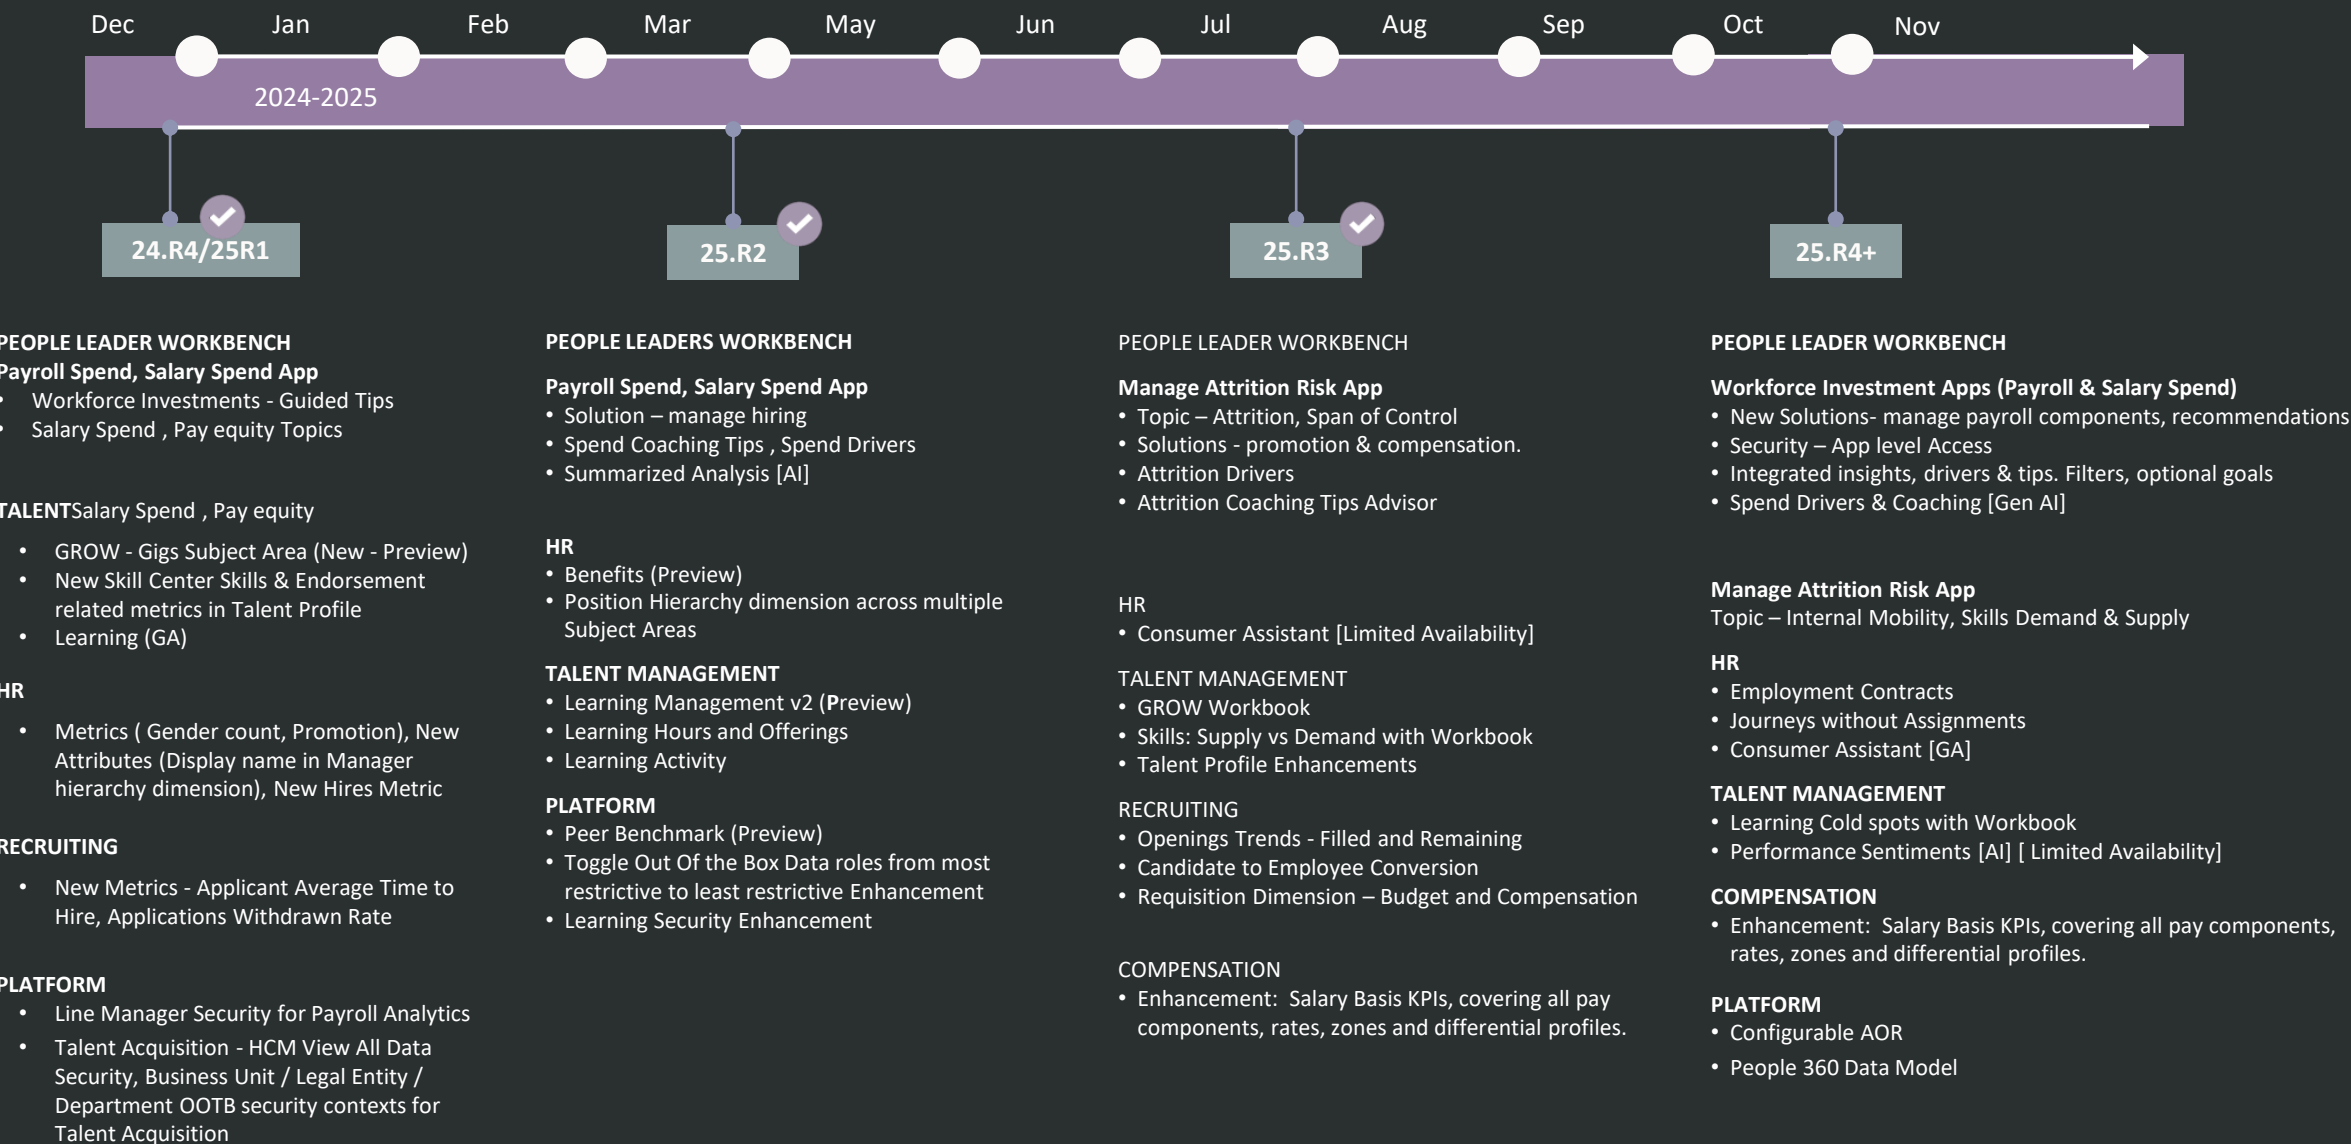 Dec Jan Feb Mar May Jun Jul Aug Sep Oct Nov
2024-2025
24.R4/25R1
25.R2
25.R3
25.R4+
PEOPLE LEADER WORKBENCH
Payroll Spend, Salary Spend App
• Workforce Investments - Guided Tips
• Salary Spend , Pay equity Topics
TALENTSalary Spend , Pay equity
• GROW - Gigs Subject Area (New - Preview)
• New Skill Center Skills & Endorsement
related metrics in Talent Profile
• Learning (GA)
HR
• Metrics ( Gender count, Promotion), New
Attributes (Display name in Manager
hierarchy dimension), New Hires Metric
RECRUITING
• New Metrics - Applicant Average Time to
Hire, Applications Withdrawn Rate
PLATFORM
• Line Manager Security for Payroll Analytics
• Talent Acquisition - HCM View All Data
Security, Business Unit / Legal Entity /
Department OOTB security contexts for
Talent Acquisition
PEOPLE LEADERS WORKBENCH
Payroll Spend, Salary Spend App
• Solution – manage hiring
• Spend Coaching Tips , Spend Drivers
• Summarized Analysis [AI]
HR
• Benefits (Preview)
• Position Hierarchy dimension across multiple
Subject Areas
TALENT MANAGEMENT
• Learning Management v2 (Preview)
• Learning Hours and Offerings
• Learning Activity
PLATFORM
• Peer Benchmark (Preview)
• Toggle Out Of the Box Data roles from most
restrictive to least restrictive Enhancement
• Learning Security Enhancement
PEOPLE LEADER WORKBENCH
Manage Attrition Risk App
• Topic – Attrition, Span of Control
• Solutions - promotion & compensation.
• Attrition Drivers
• Attrition Coaching Tips Advisor
HR
• Consumer Assistant [Limited Availability]
TALENT MANAGEMENT
• GROW Workbook
• Skills: Supply vs Demand with Workbook
• Talent Profile Enhancements
RECRUITING
• Openings Trends - Filled and Remaining
• Candidate to Employee Conversion
• Requisition Dimension – Budget and Compensation
COMPENSATION
• Enhancement: Salary Basis KPIs, covering all pay
components, rates, zones and differential profiles.
PEOPLE LEADER WORKBENCH
Workforce Investment Apps (Payroll & Salary Spend)
• New Solutions- manage payroll components, recommendations
• Security – App level Access
• Integrated insights, drivers & tips. Filters, optional goals
• Spend Drivers & Coaching [Gen AI]
Manage Attrition Risk App
Topic – Internal Mobility, Skills Demand & Supply
HR
• Employment Contracts
• Journeys without Assignments
• Consumer Assistant [GA]
TALENT MANAGEMENT
• Learning Cold spots with Workbook
• Performance Sentiments [AI] [ Limited Availability]
COMPENSATION
• Enhancement: Salary Basis KPIs, covering all pay components,
rates, zones and differential profiles.
PLATFORM
• Configurable AOR
• People 360 Data Model